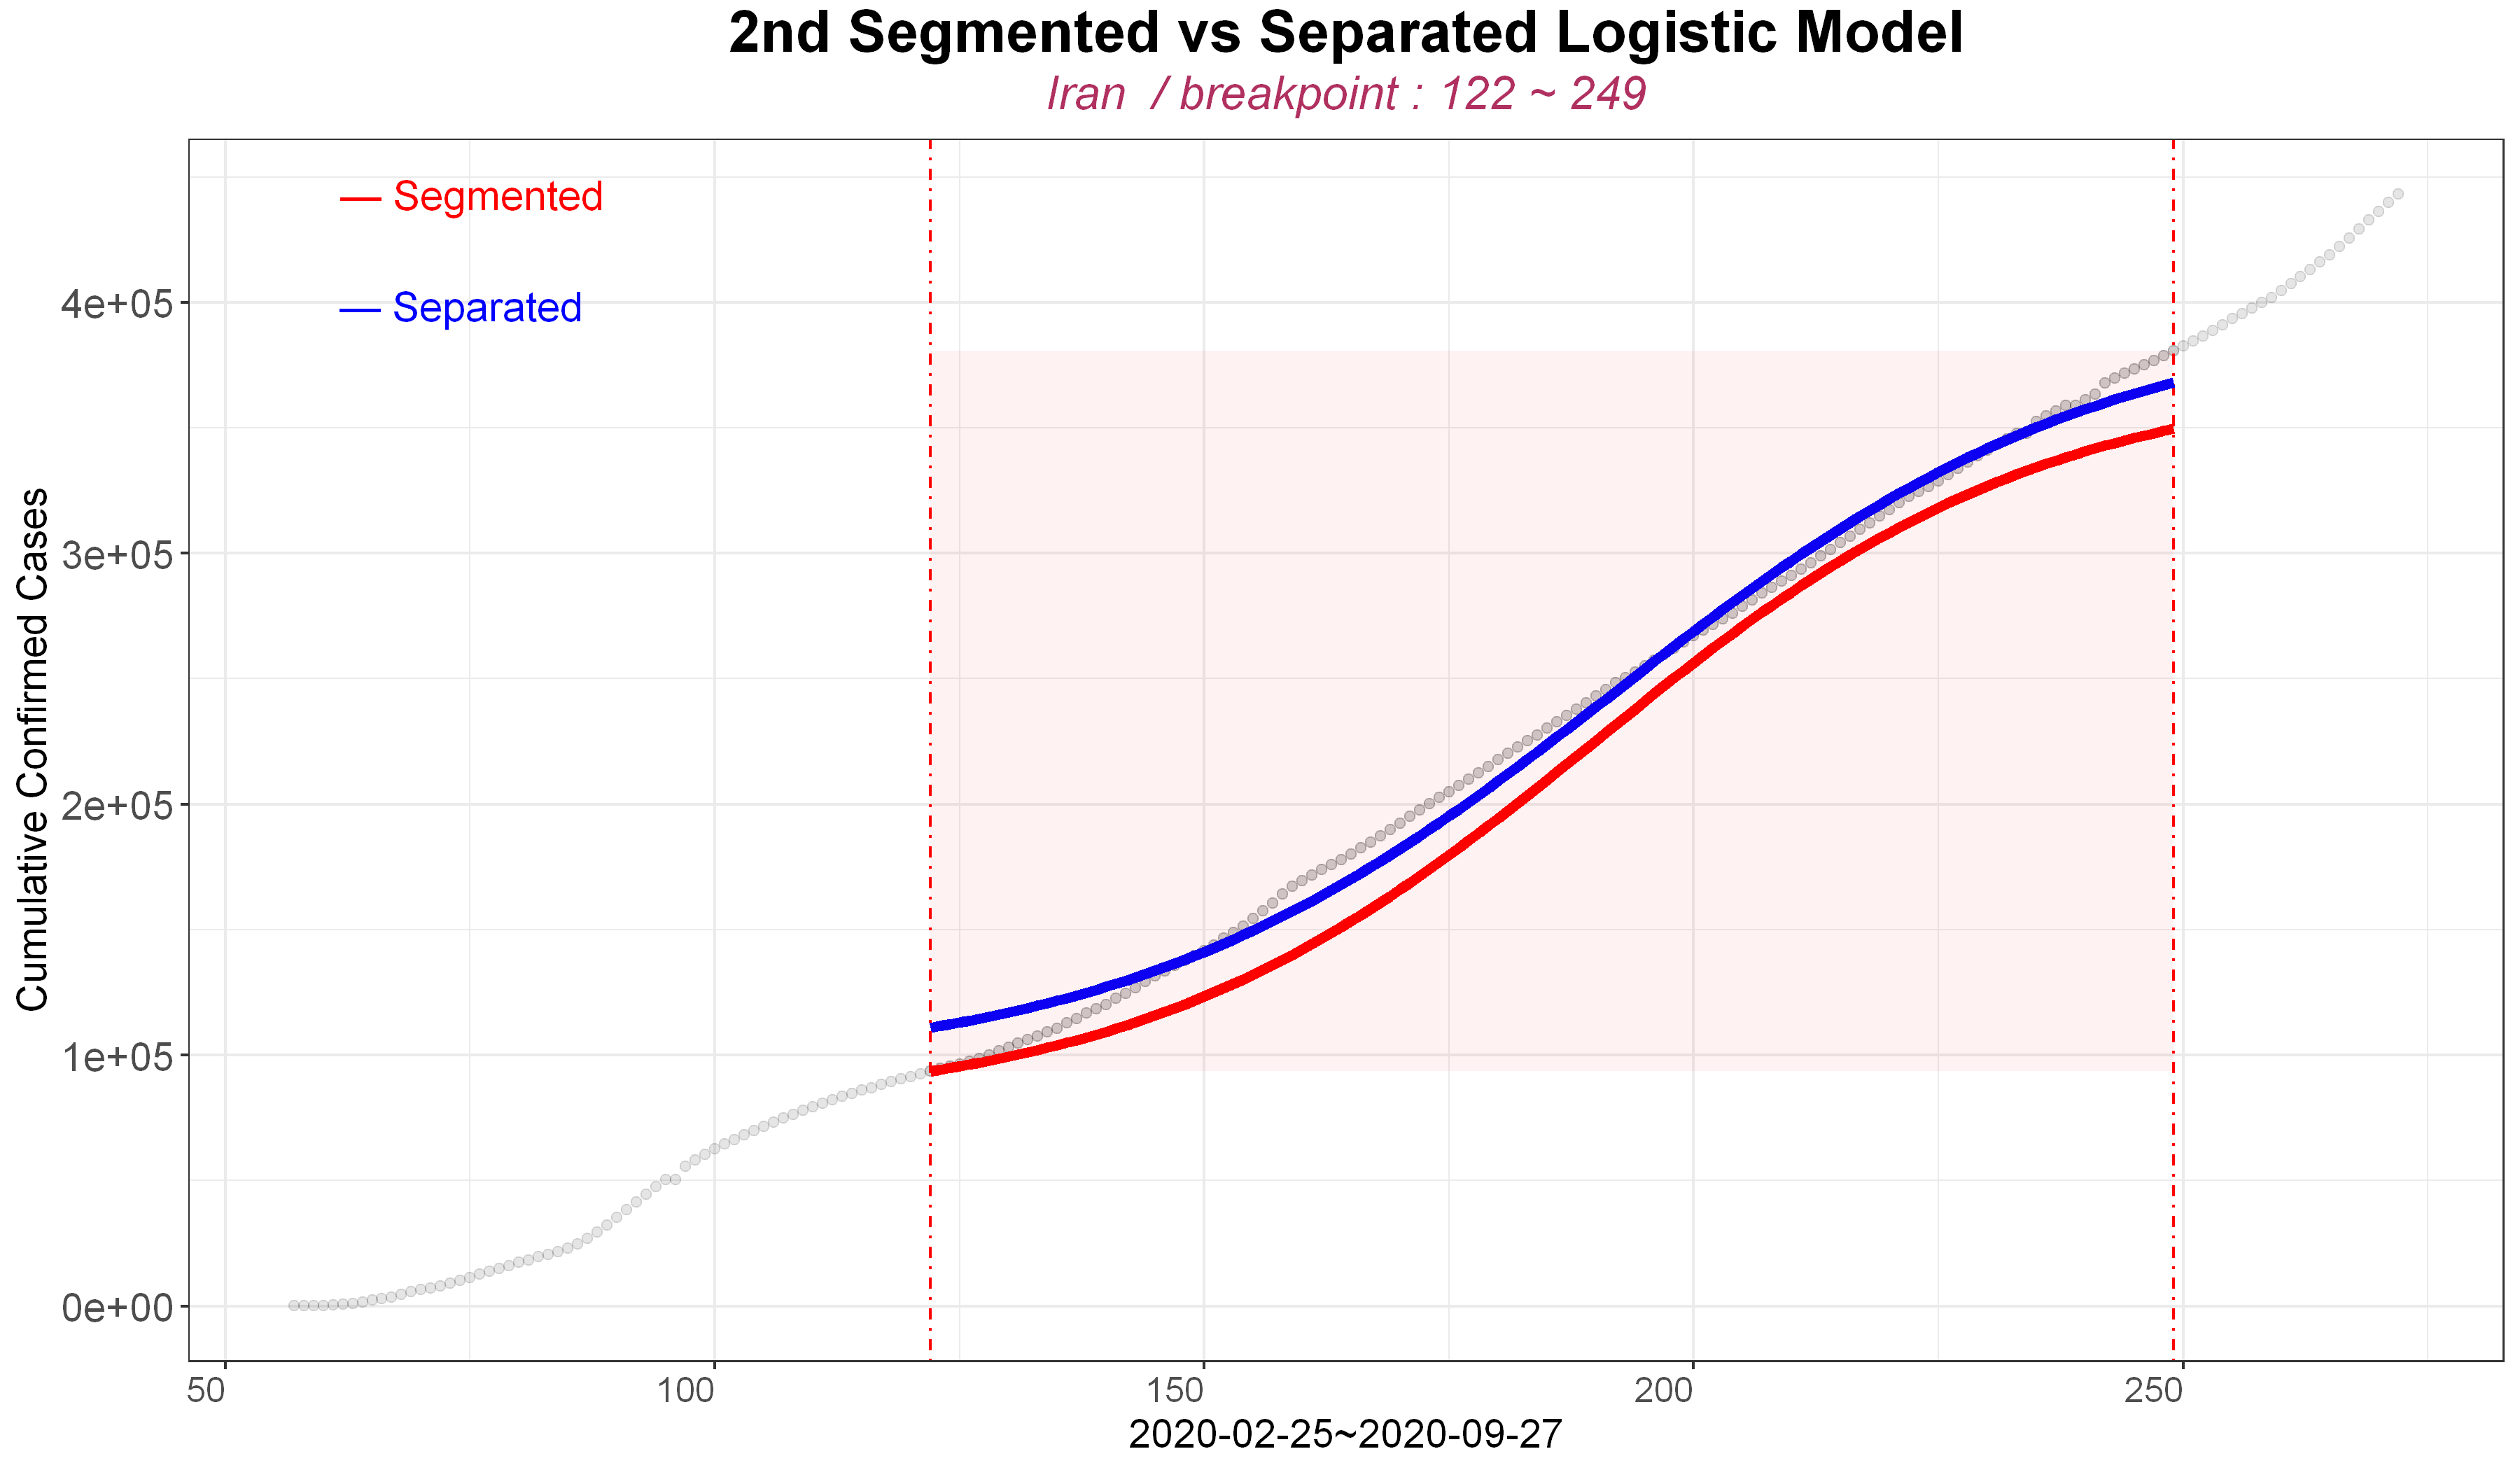 2nd Segmented vs Separated Logistic Model
Iran / breakpoint : 122 ~ 249
Segmented
Separated
Cumulative Confirmed Cases
4e+05
3e+05
2e+05
1e+05
0e+00
50 100 150 200 250
2020-02-25~2020-09-27